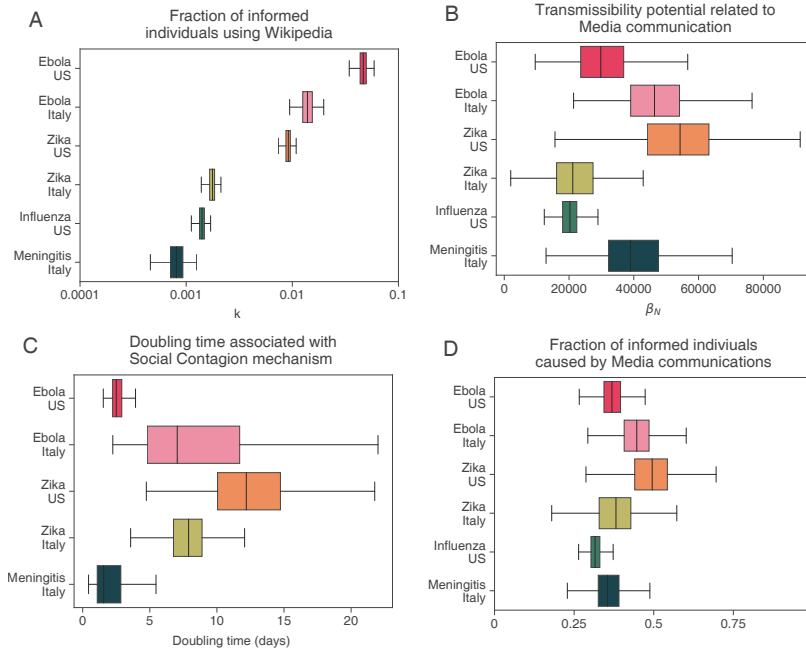 A
Fraction of informed
individuals using Wikipedia
Ebola
US
Ebola
Italy
Zika
US
Zika
Italy
Influenza
US
Meningitis
Italy
0.0001
0.001
0.01
0.1
k
B
Transmissibility potential related to
Media communication
Ebola
US
Ebola
Italy
Zika
US
Zika
Italy
Influenza
US
Meningitis
Italy
0
20000
40000
60000
80000
β_N
C
Doubling time associated with
Social Contagion mechanism
Ebola
US
Ebola
Italy
Zika
US
Zika
Italy
Meningitis
Italy
0
5
10
15
20
Doubling time (days)
D
Fraction of informed indiviuals
caused by Media communications
Ebola
US
Ebola
Italy
Zika
US
Zika
Italy
Influenza
US
Meningitis
Italy
0
0.25
0.5
0.75